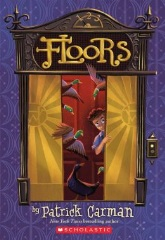 FLOORS
by PATRICK CARMAN
New York Times bestselling author
SCHOLASTIC